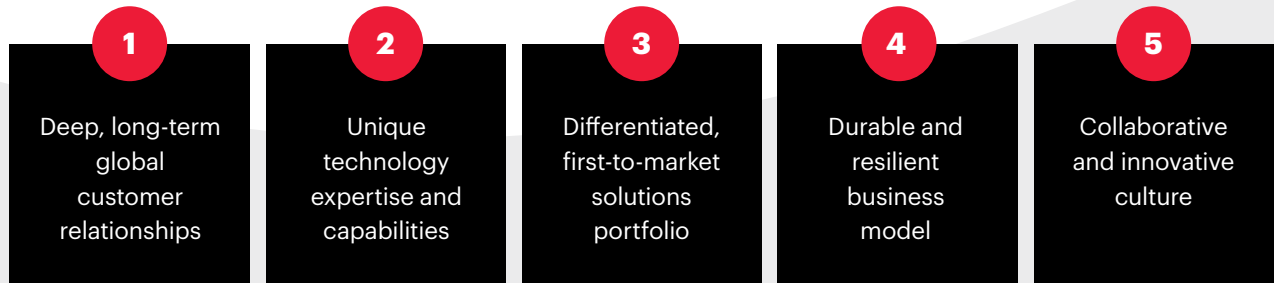 1
Deep, long-term
global
customer
relationships
2
Unique
technology
expertise and
capabilities
3
Differentiated,
first-to-market
solutions
portfolio
4
Durable and
resilient
business
model
5
Collaborative
and innovative
culture